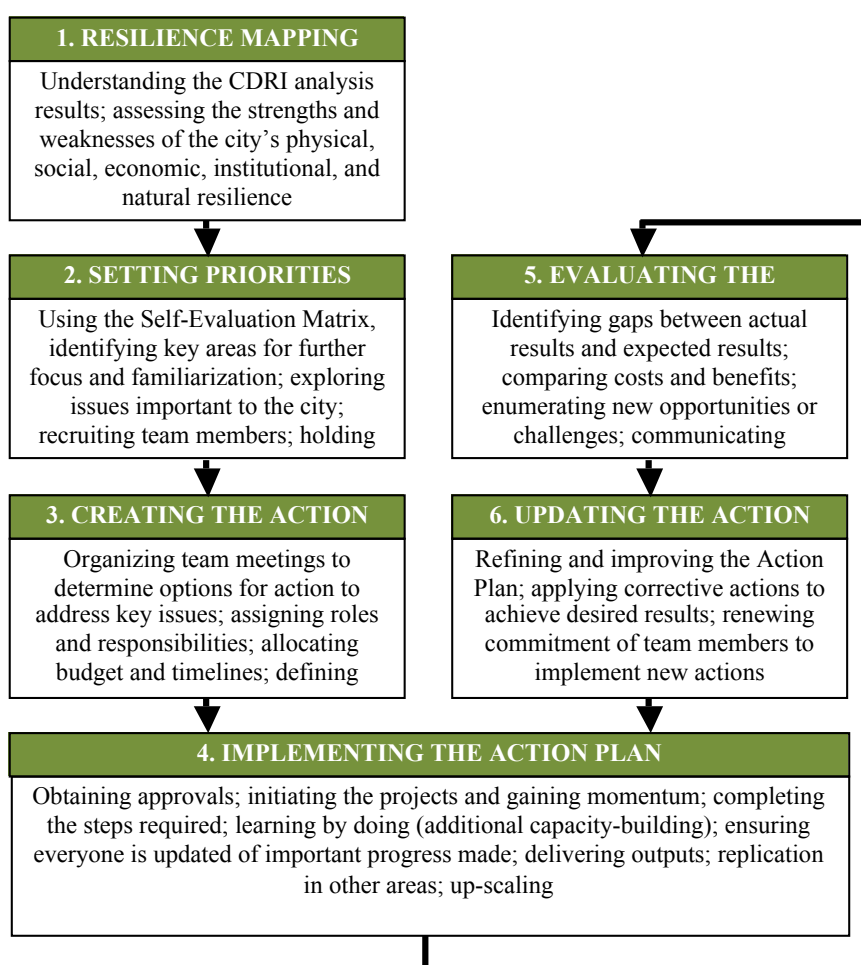 1. RESILIENCE MAPPING
Understanding the CDRI analysis
results; assessing the strengths and
weaknesses of the city's physical,
social, economic, institutional, and
natural resilience
2. SETTING PRIORITIES
Using the Self-Evaluation Matrix,
identifying key areas for further
focus and familiarization; exploring
issues important to the city;
recruiting team members; holding
3. CREATING THE ACTION
Organizing team meetings to
determine options for action to
address key issues; assigning roles
and responsibilities; allocating
budget and timelines; defining
4. IMPLEMENTING THE ACTION PLAN
Obtaining approvals; initiating the projects and gaining momentum; completing
the steps required; learning by doing (additional capacity-building); ensuring
everyone is updated of important progress made; delivering outputs; replication
in other areas; up-scaling
5. EVALUATING THE
Identifying gaps between actual
results and expected results;
comparing costs and benefits;
enumerating new opportunities or
challenges; communicating
6. UPDATING THE ACTION
Refining and improving the Action
Plan; applying corrective actions to
achieve desired results; renewing
commitment of team members to
implement new actions